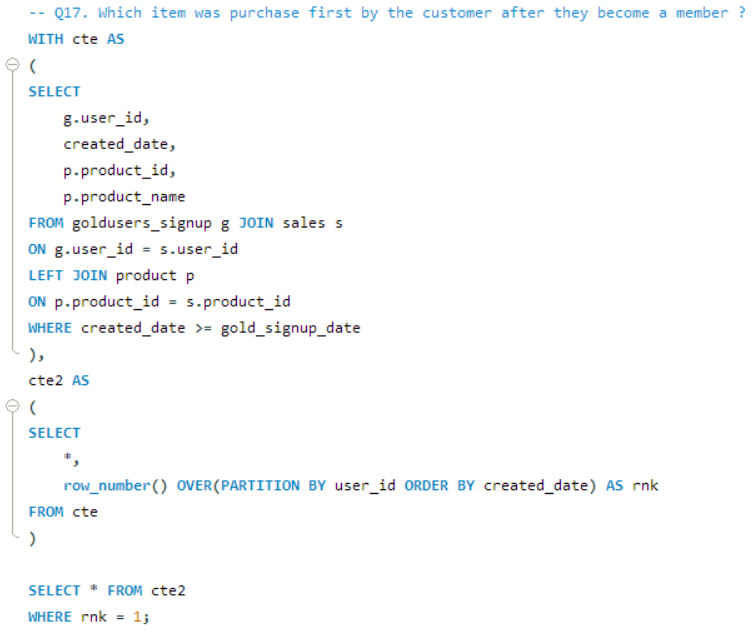 -- Q17. Which item was purchase first by the customer after they become a member ?
WITH cte AS
(
SELECT
g.user_id,
created_date,
p.product_id,
p.product_name
FROM goldusers_signup g JOIN sales s
ON g.user_id = s.user_id
LEFT JOIN product p
ON p.product_id = s.product_id
WHERE created_date >= gold_signup_date
),
cte2 AS
(
SELECT
*,
row_number() OVER(PARTITION BY user_id ORDER BY created_date) AS rnk
FROM cte
)
SELECT * FROM cte2
WHERE rnk = 1;